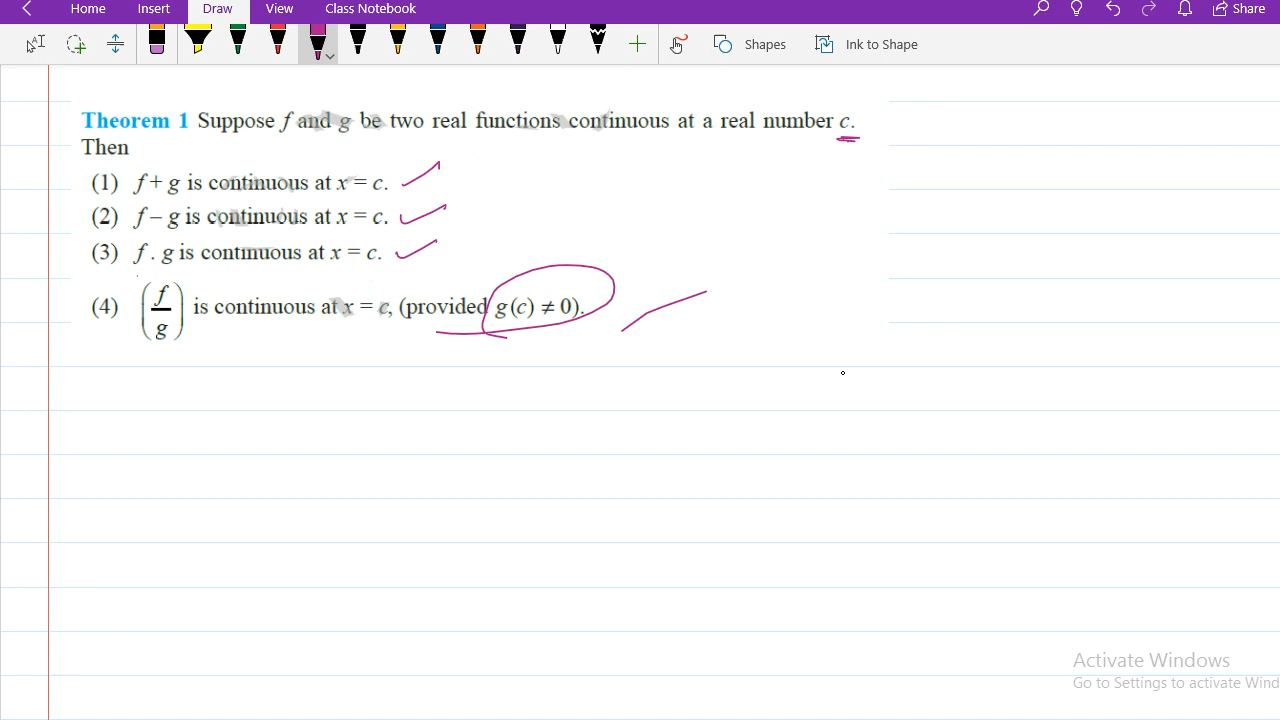 Home Insert Draw View Class Notebook Share
Shapes Ink to Shape
Theorem 1 Suppose f and g be two real functions continuous at a real number c.
Then
(1) f + g is continuous at x = c.
(2) f – g is continuous at x = c.
(3) f . g is continuous at x = c.
(4) (f/g) is continuous at x = c, (provided g(c) ≠ 0).
Activate Windows
Go to Settings to activate Wind